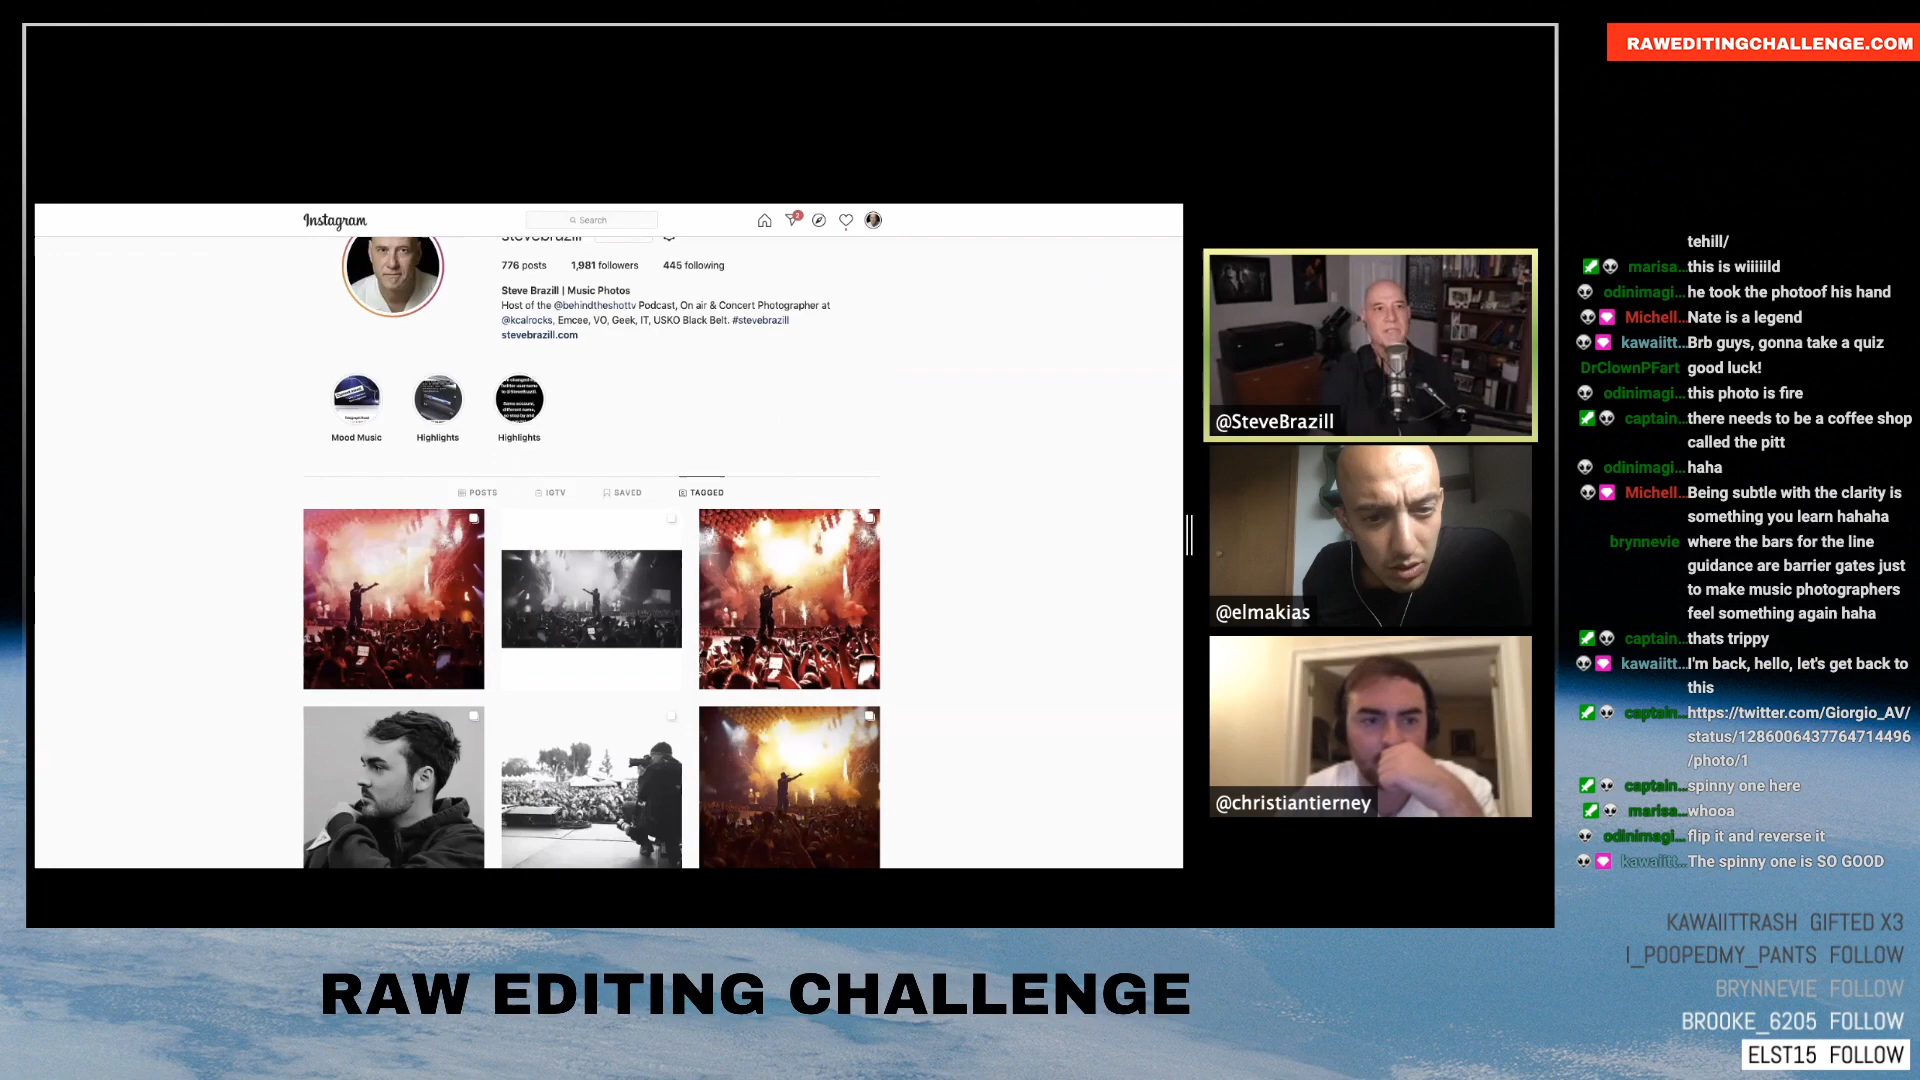 RAWEDITINGCHALLENGE.COM
Instagram
Search
2
stevebrazill
776 posts 1,981 followers 445 following
Steve Brazill | Music Photos
Host of the @behindtheshottv Podcast, On air & Concert Photographer at
@kcalrocks, Emcee, VO, Geek, IT, USKO Black Belt. #stevebrazill
stevebrazill.com
Mood Music
Highlights
Highlights
POSTS
IGTV
SAVED
TAGGED
@SteveBrazill
@elmakias
@christiantierney
tehill/
marisa...this is wiiiiild
odinimagi...he took the photoof his hand
Michell...Nate is a legend
kawaiitt...Brb guys, gonna take a quiz
DrClownPFart good luck!
odinimagi...this photo is fire
captain...there needs to be a coffee shop
called the pitt
odinimagi...haha
Michell...Being subtle with the clarity is
something you learn hahaha
brynnevie where the bars for the line
guidance are barrier gates just
to make music photographers
feel something again haha
captain...thats trippy
kawaiitt...I'm back, hello, let's get back to
this
captain...https://twitter.com/Giorgio_AV/
status/1286006437764714496
/photo/1
captain...spinny one here
marisa...whooa
odinimagi...flip it and reverse it
kawaiitt...The spinny one is SO GOOD
KAWAIITTRASH GIFTED X3
I_POOPEDMY_PANTS FOLLOW
BRYNNEVIE FOLLOW
BROOKE_6205 FOLLOW
ELST15 FOLLOW
RAW EDITING CHALLENGE